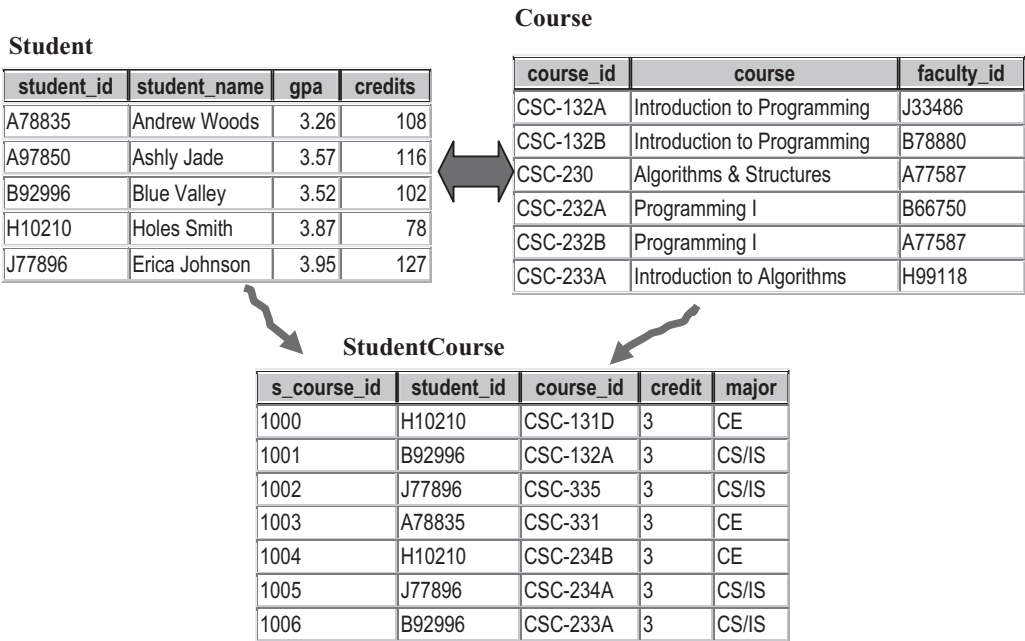 Student
student_id student_name gpa credits
A78835 Andrew Woods 3.26 108
A97850 Ashly Jade 3.57 116
B92996 Blue Valley 3.52 102
H10210 Holes Smith 3.87 78
J77896 Erica Johnson 3.95 127
Course
course_id course faculty_id
CSC-132A Introduction to Programming J33486
CSC-132B Introduction to Programming B78880
CSC-230 Algorithms & Structures A77587
CSC-232A Programming I B66750
CSC-232B Programming I A77587
CSC-233A Introduction to Algorithms H99118
StudentCourse
s_course_id student_id course_id credit major
1000 H10210 CSC-131D 3 CE
1001 B92996 CSC-132A 3 CS/IS
1002 J77896 CSC-335 3 CS/IS
1003 A78835 CSC-331 3 CE
1004 H10210 CSC-234B 3 CE
1005 J77896 CSC-234A 3 CS/IS
1006 B92996 CSC-233A 3 CS/IS